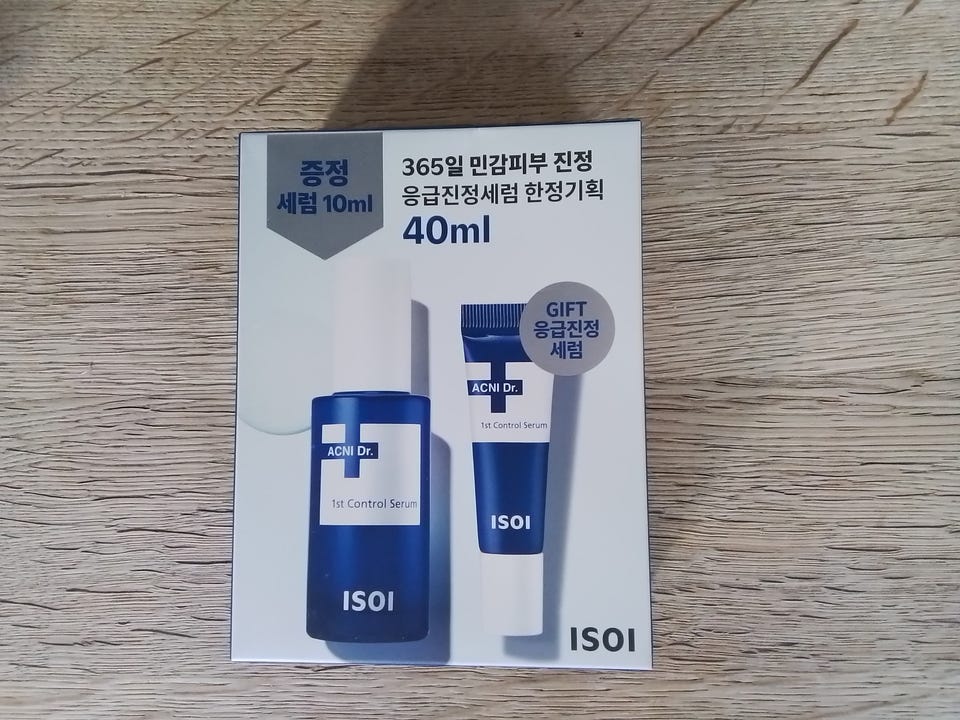 증정
세럼 10ml
365일 민감피부 진정
응급진정세럼 한정기획
40ml
GIFT
응급진정
세럼
ACNI Dr.
1st Control Serum
ISOI
ACNI Dr.
1st Control Serum
ISOI
ISOI